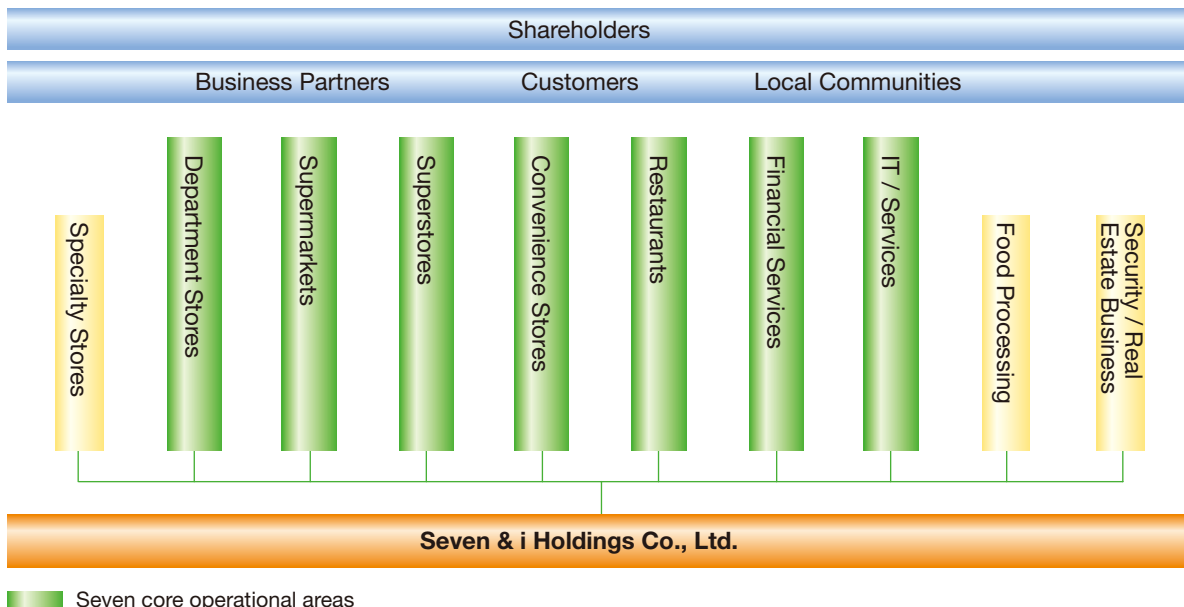 Shareholders
Business Partners Customers Local Communities
Specialty Stores
Department Stores
Supermarkets
Superstores
Convenience Stores
Restaurants
Financial Services
IT / Services
Food Processing
Security / Real
Estate Business
Seven & i Holdings Co., Ltd.
Seven core operational areas